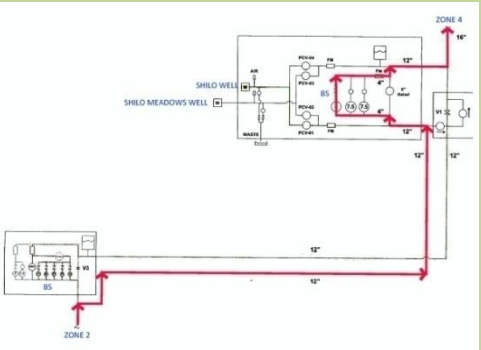 ZONE 4
16"
PCV-04
FM
12"
AIR
PCV-03
FM
4"
SHILO WELL
W
BS
6"
Relief
7.5
7.5
SHILO MEADOWS WELL
W
PCV-02
4"
V1
WASTE
PCV-01
FM
12"
12"
12"
12"
V3
12"
BS
ZONE 2